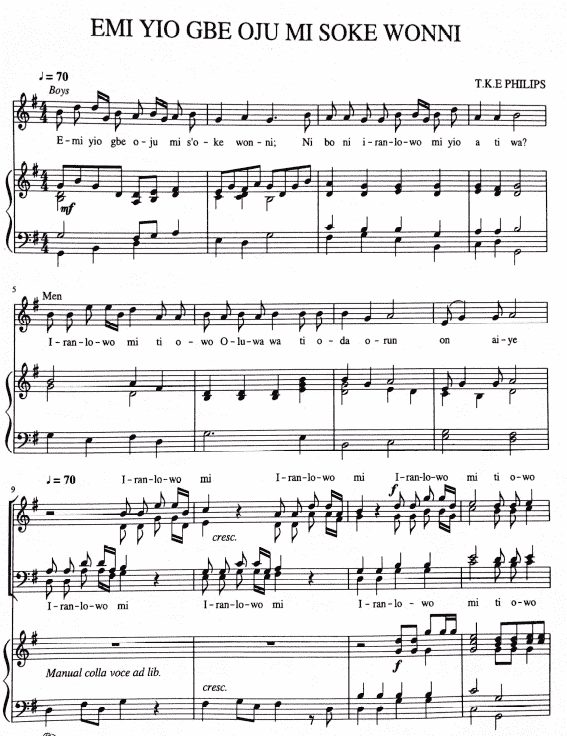 EMI YIO GBE OJU MI SOKE WONNI
♩ = 70
T.K.E PHILIPS
Boys
E-mi yio gbe o-ju mi s'o-ke won-ni; Ni bo ni i-ran-lo-wo mi yio a ti wa?
mf
5
Men
I-ran-lo-wo mi ti o-wo O-lu-wa wa ti o-da o-run on ai-ye
9
♩ = 70 I-ran-lo-wo mi I-ran-lo-wo mi I-ran-lo-wo mi ti owo
f
cresc.
I-ran-lo-wo mi I-ran-lo-wo mi I-ran-lo-wo mi ti o-wo
Manual colla voce ad lib.
f
cresc.